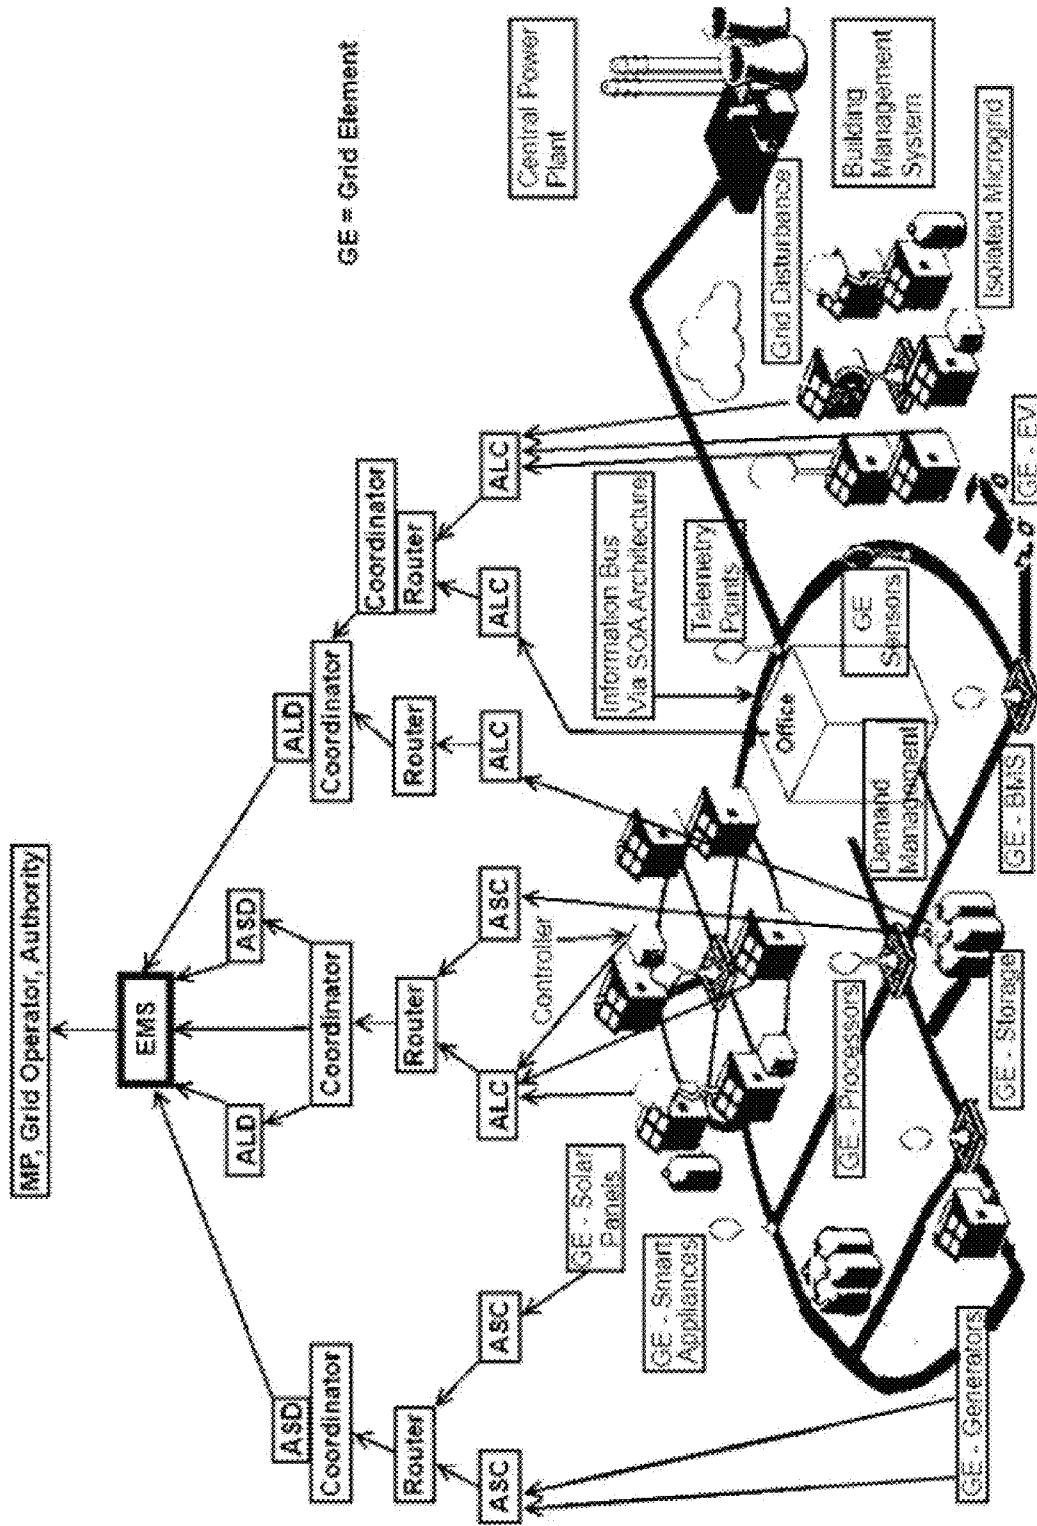 MP, Grid Operator, Authority
EMS
ALD
ASD
Coordinator
Router
ALC
ASC
Controller
ASD
Coordinator
Router
ASC
ASC
ALD
Coordinator
Router
ALC
Coordinator
Router
ALC
ALC
GE = Grid Element
GE - Solar
Panels
GE - Smart
Appliances
GE - Generators
GE - Processors
GE - Storage
Information Bus
Via SOA Architecture
Telemetry
Points
Office
GE
Sensors
Demand
Management
GE - BMS
GE - EV
Central Power
Plant
Grid Disturbance
Building
Management
System
Isolated Microgrid